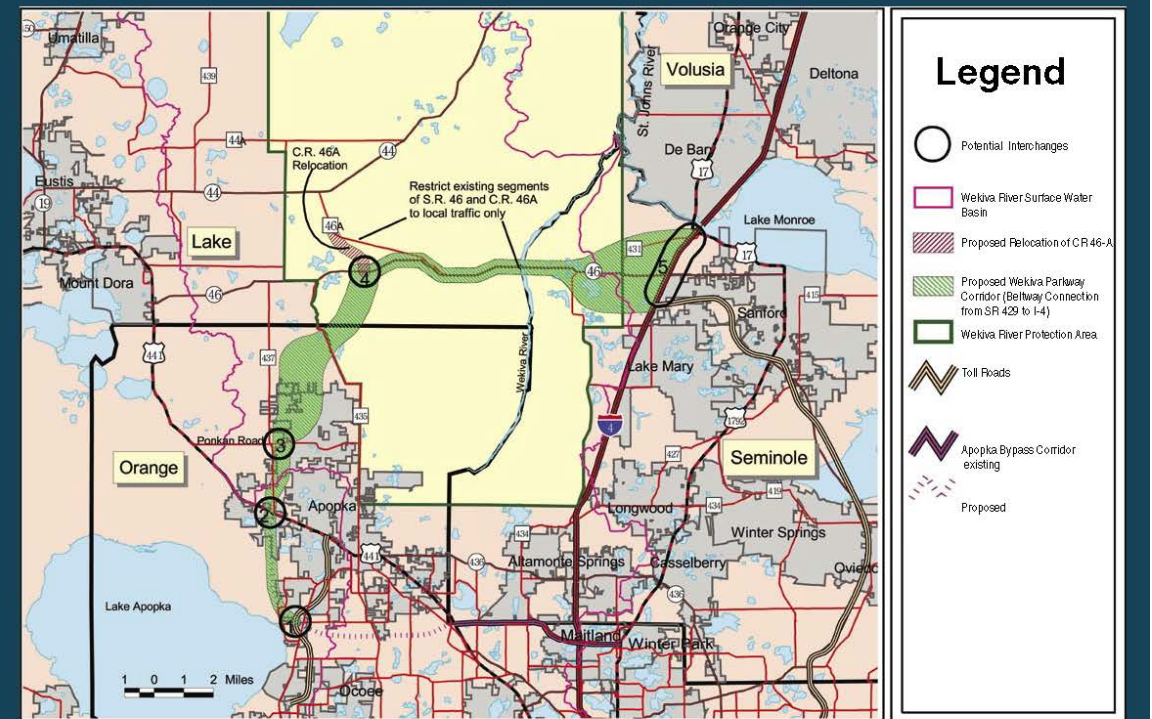 Umatilla
Orange City
439
Volusia
Deltona
St. Johns River
44A
44
C.R. 46A
Relocation
De Bary
17
Restrict existing segments
of S.R. 46 and C.R. 46A
to local traffic only
Eustis
44
19
46A
Lake
Lake Monroe
431
17
4
5
46
Mount Dora
46
415
Sanford
441
437
Wekiva River
Lake Mary
435
1792
4
Ponkan Road
3
427
Seminole
Orange
419
2
Apopka
Longwood
434
434
Winter Springs
441
436
Altamonte Springs
Casselberry
Oviedo
436
Lake Apopka
1
Maitland
Winter Park
1 0 1 2 Miles
Ocoee
Legend
Potential Interchanges
Wekiva River Surface Water
Basin
Proposed Relocation of CR 46-A
Proposed Wekiva Parkway
Corridor (Beltway Connection
from SR 429 to I-4)
Wekiva River Protection Area
Toll Roads
Apopka Bypass Corridor
existing
Proposed